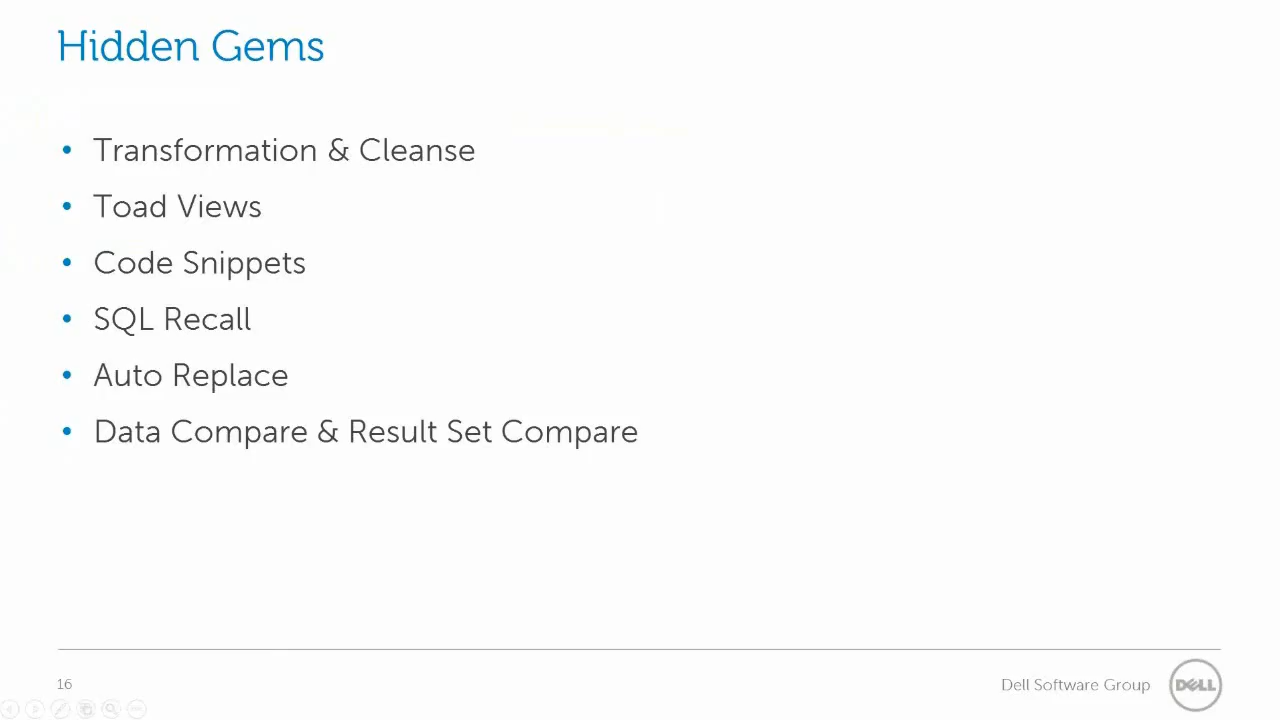 Hidden Gems
• Transformation & Cleanse
• Toad Views
• Code Snippets
• SQL Recall
• Auto Replace
• Data Compare & Result Set Compare
16
Dell Software Group
DELL